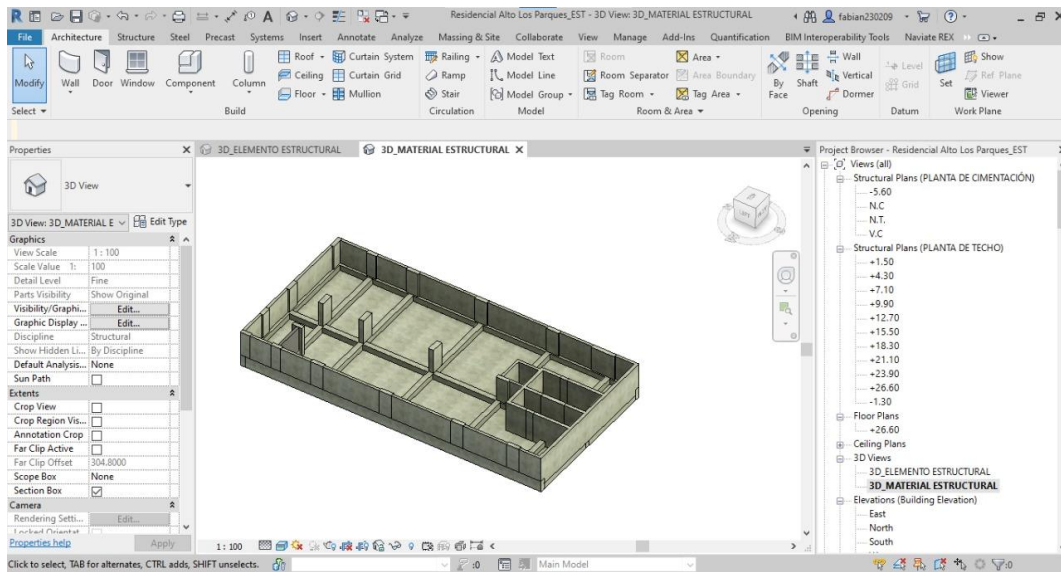 Residencial Alto Los Parques_EST - 3D View: 3D_MATERIAL ESTRUCTURAL
fabian230209
File Architecture Structure Steel Precast Systems Insert Annotate Analyze Massing & Site Collaborate View Manage Add-Ins Quantification BIM Interoperability Tools Naviate REX
Modify
Wall
Door
Window
Component
Column
Roof
Ceiling
Floor
Curtain System
Curtain Grid
Mullion
Railing
Ramp
Stair
Model Text
Model Line
Model Group
Room
Room Separator
Tag Room
Area
Area Boundary
Tag Area
By Face
Shaft
Wall
Vertical
Dormer
Level
Grid
Set
Show
Ref Plane
Viewer
Select Build Circulation Model Room & Area Opening Datum Work Plane
Properties
3D View
3D View: 3D_MATERIAL E
Edit Type
Graphics
View Scale 1 : 100
Scale Value 1: 100
Detail Level Fine
Parts Visibility Show Original
Visibility/Graphi... Edit...
Graphic Display ... Edit...
Discipline Structural
Show Hidden Li... By Discipline
Default Analysis... None
Sun Path
Extents
Crop View
Crop Region Vis...
Annotation Crop
Far Clip Active
Far Clip Offset 304.8000
Scope Box None
Section Box
Camera
Rendering Setti... Edit...
Locked Orientat...
Properties help Apply
3D_ELEMENTO ESTRUCTURAL
3D_MATERIAL ESTRUCTURAL
1 : 100
Project Browser - Residencial Alto Los Parques_EST
Views (all)
Structural Plans (PLANTA DE CIMENTACIÓN)
-5.60
N.C
N.T.
V.C
Structural Plans (PLANTA DE TECHO)
+1.50
+4.30
+7.10
+9.90
+12.70
+15.50
+18.30
+21.10
+23.90
+26.60
-1.30
Floor Plans
+26.60
Ceiling Plans
3D Views
3D_ELEMENTO ESTRUCTURAL
3D_MATERIAL ESTRUCTURAL
Elevations (Building Elevation)
East
North
South
Click to select, TAB for alternates, CTRL adds, SHIFT unselects.
:0
Main Model
:0